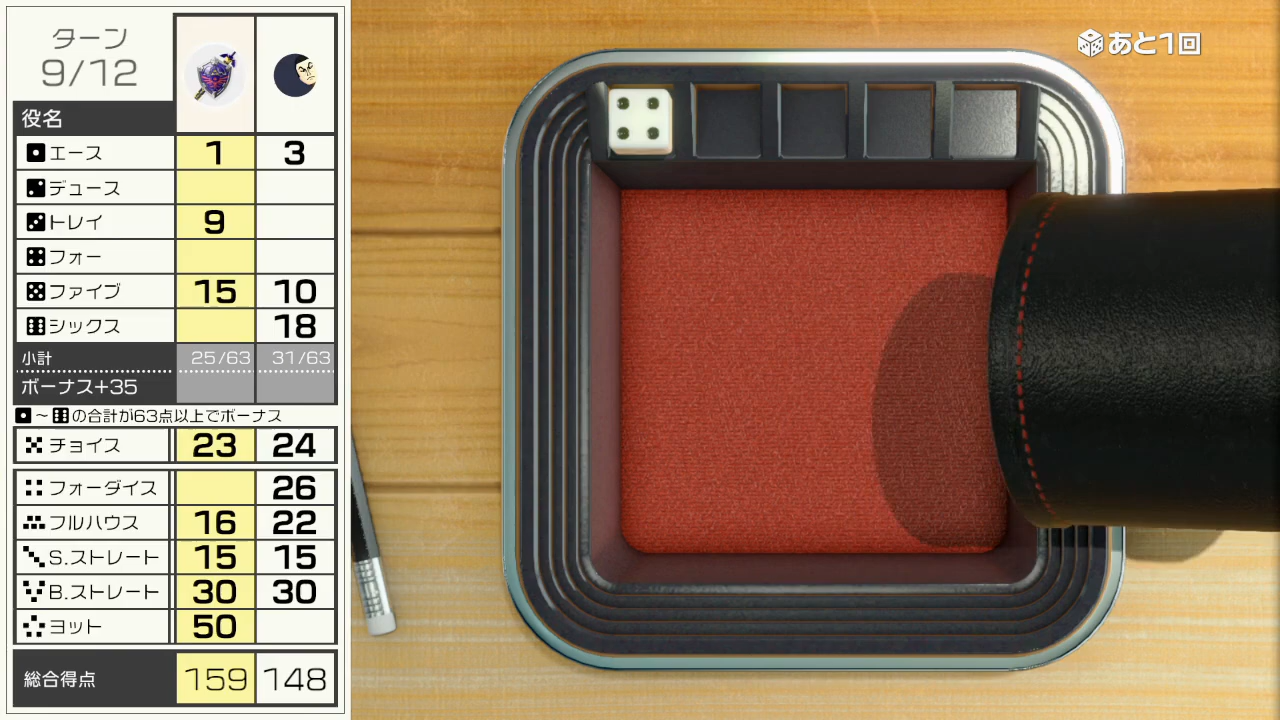 ターン
9/12
あと1回
役名
エース 1 3
デュース
トレイ 9
フォー
ファイブ 15 10
シックス 18
小計 25/63 31/63
ボーナス+35
～の合計が63点以上でボーナス
チョイス 23 24
フォーダイス 26
フルハウス 16 22
S.ストレート 15 15
B.ストレート 30 30
ヨット 50
総合得点 159 148